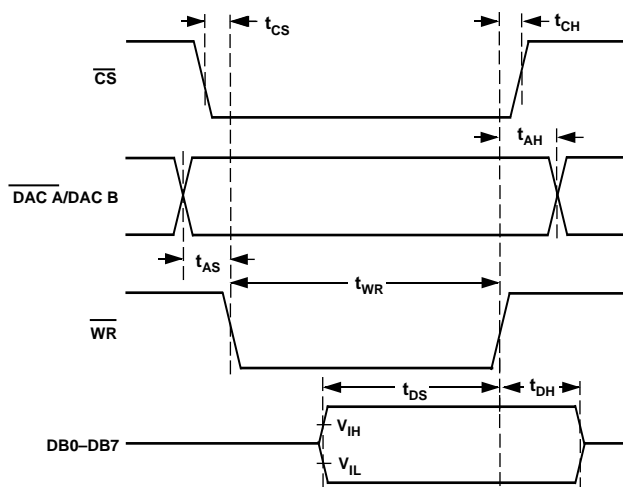 tCS
tCH
CS
tAH
DAC A/DAC B
tAS
tWR
WR
tDS
tDH
VIH
DB0–DB7
VIL